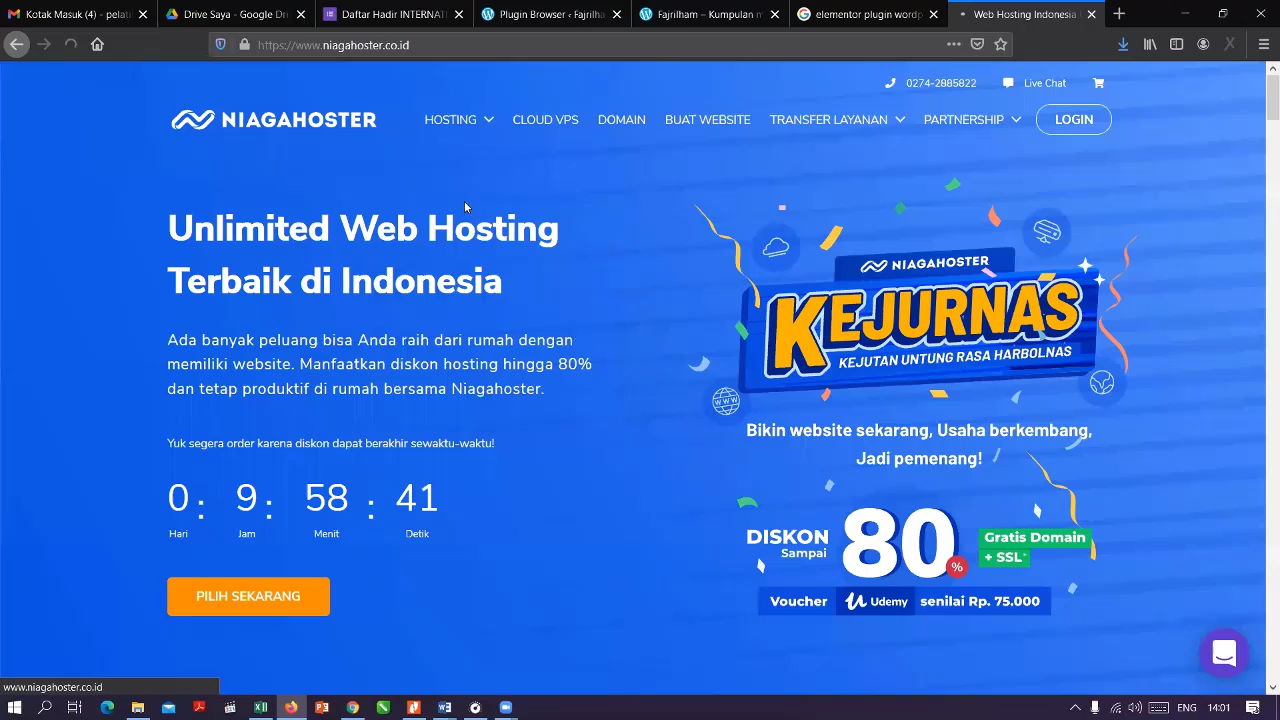 Kotak Masuk (4) - pelati
Drive Saya - Google Dri
Daftar Hadir INTERNATI
Plugin Browser ‹ Fajrilha
Fajrilham – Kumpulan m
elementor plugin wordp
Web Hosting Indonesia
https://www.niagahoster.co.id
0274-2885822
Live Chat
NIAGAHOSTER
HOSTING
CLOUD VPS
DOMAIN
BUAT WEBSITE
TRANSFER LAYANAN
PARTNERSHIP
LOGIN
Unlimited Web Hosting
Terbaik di Indonesia
Ada banyak peluang bisa Anda raih dari rumah dengan
memiliki website. Manfaatkan diskon hosting hingga 80%
dan tetap produktif di rumah bersama Niagahoster.
Yuk segera order karena diskon dapat berakhir sewaktu-waktu!
0 : 9 : 58 : 41
Hari Jam Menit Detik
PILIH SEKARANG
NIAGAHOSTER
KEJURNAS
KEJUTAN UNTUNG RASA HARBOLNAS
WWW
Bikin website sekarang, Usaha berkembang,
Jadi pemenang!
DISKON
Sampai
80%
Gratis Domain
+ SSL*
Voucher Udemy senilai Rp. 75.000
www.niagahoster.co.id
ENG
14:01